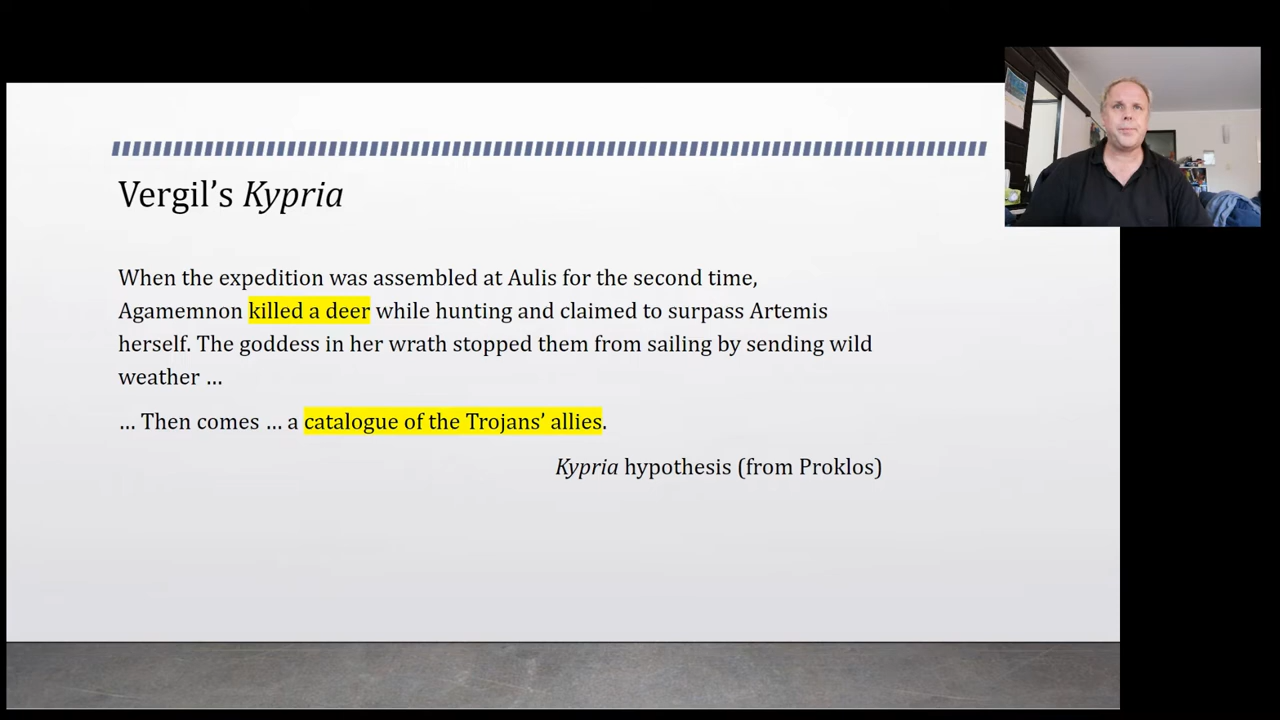 Vergil’s Kypria
When the expedition was assembled at Aulis for the second time,
Agamemnon killed a deer while hunting and claimed to surpass Artemis
herself. The goddess in her wrath stopped them from sailing by sending wild
weather …
… Then comes … a catalogue of the Trojans’ allies.
Kypria hypothesis (from Proklos)